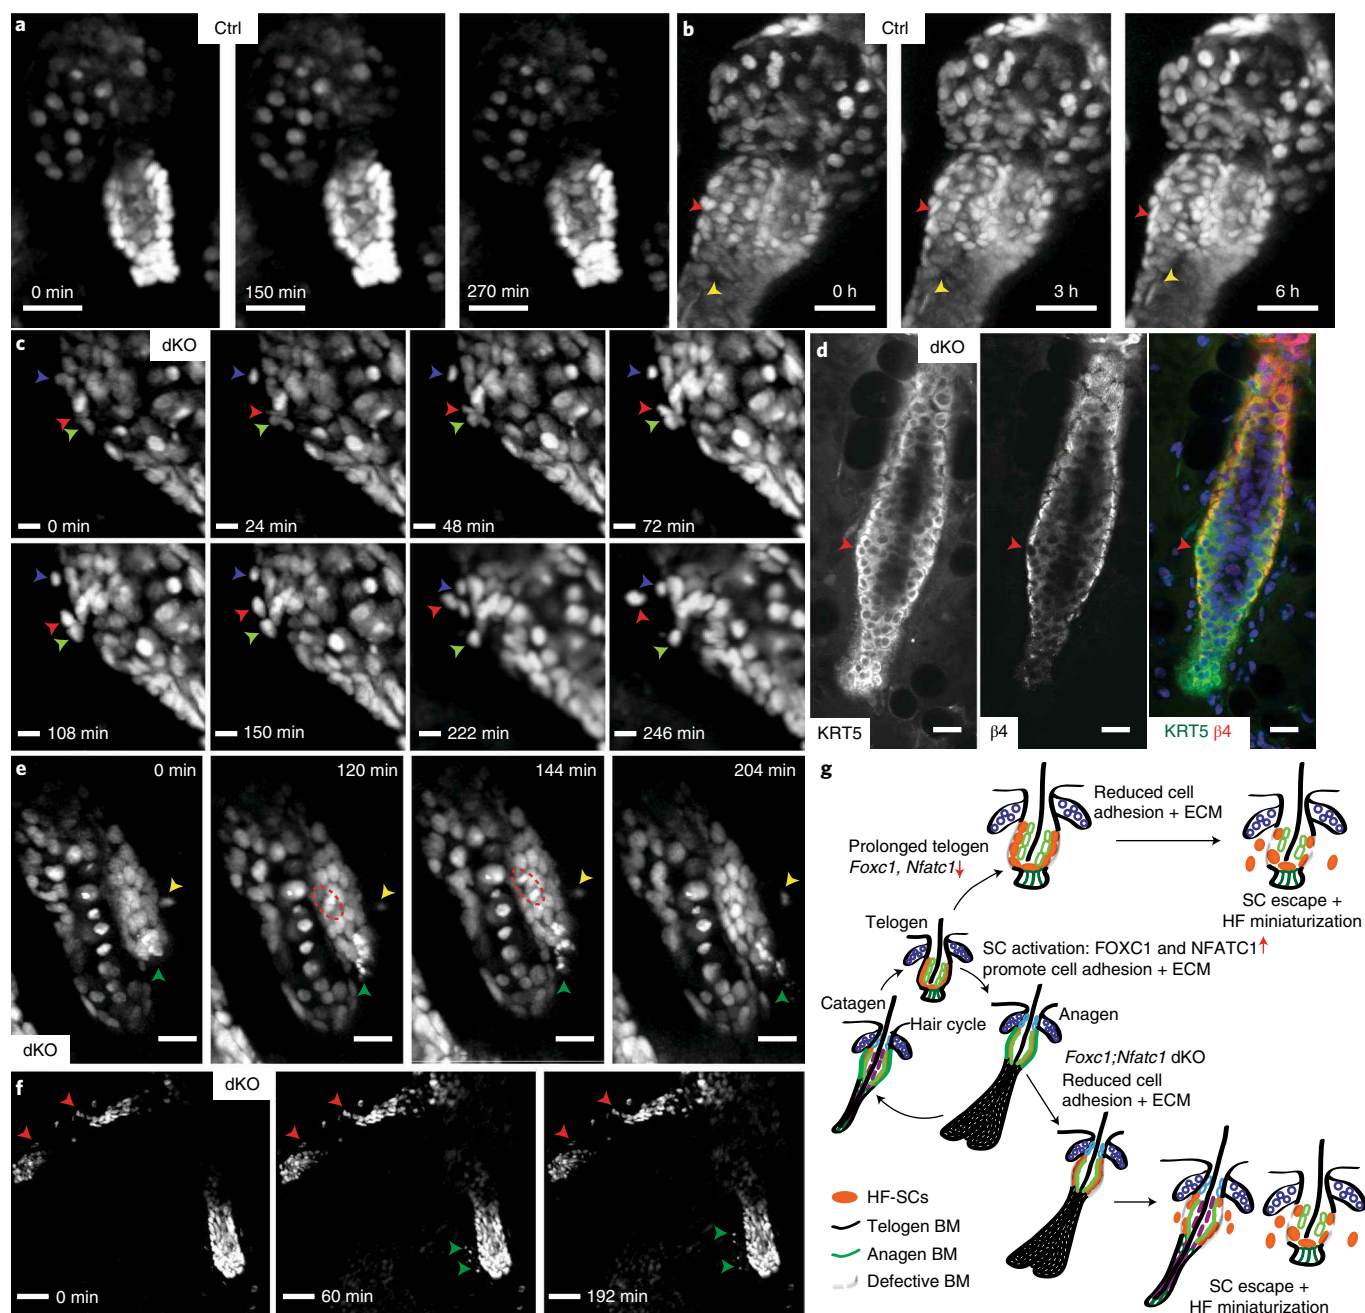 a
Ctrl
0 min
150 min
270 min
b
Ctrl
0 h
3 h
6 h
c
dKO
0 min
24 min
48 min
72 min
108 min
150 min
222 min
246 min
d
dKO
KRT5
β4
KRT5 β4
e
0 min
120 min
144 min
204 min
dKO
f
dKO
0 min
60 min
192 min
g
Reduced cell
adhesion + ECM
Prolonged telogen
Foxc1, Nfatc1
SC escape +
HF miniaturization
Telogen
SC activation: FOXC1 and NFATC1
promote cell adhesion + ECM
Catagen
Hair cycle
Anagen
Foxc1;Nfatc1 dKO
Reduced cell
adhesion + ECM
HF-SCs
Telogen BM
Anagen BM
Defective BM
SC escape +
HF miniaturization